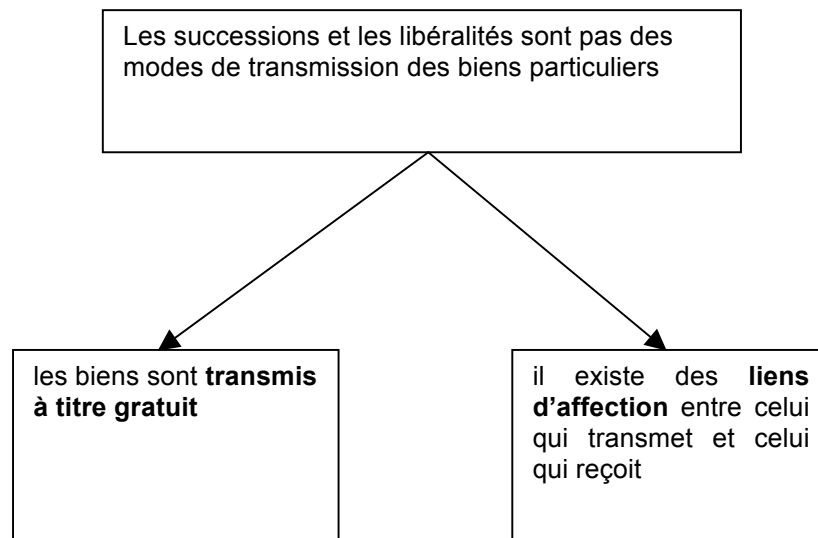 Les successions et les libéralités sont pas des
modes de transmission des biens particuliers
les biens sont transmis
à titre gratuit
il existe des liens
d'affection entre celui
qui transmet et celui
qui reçoit